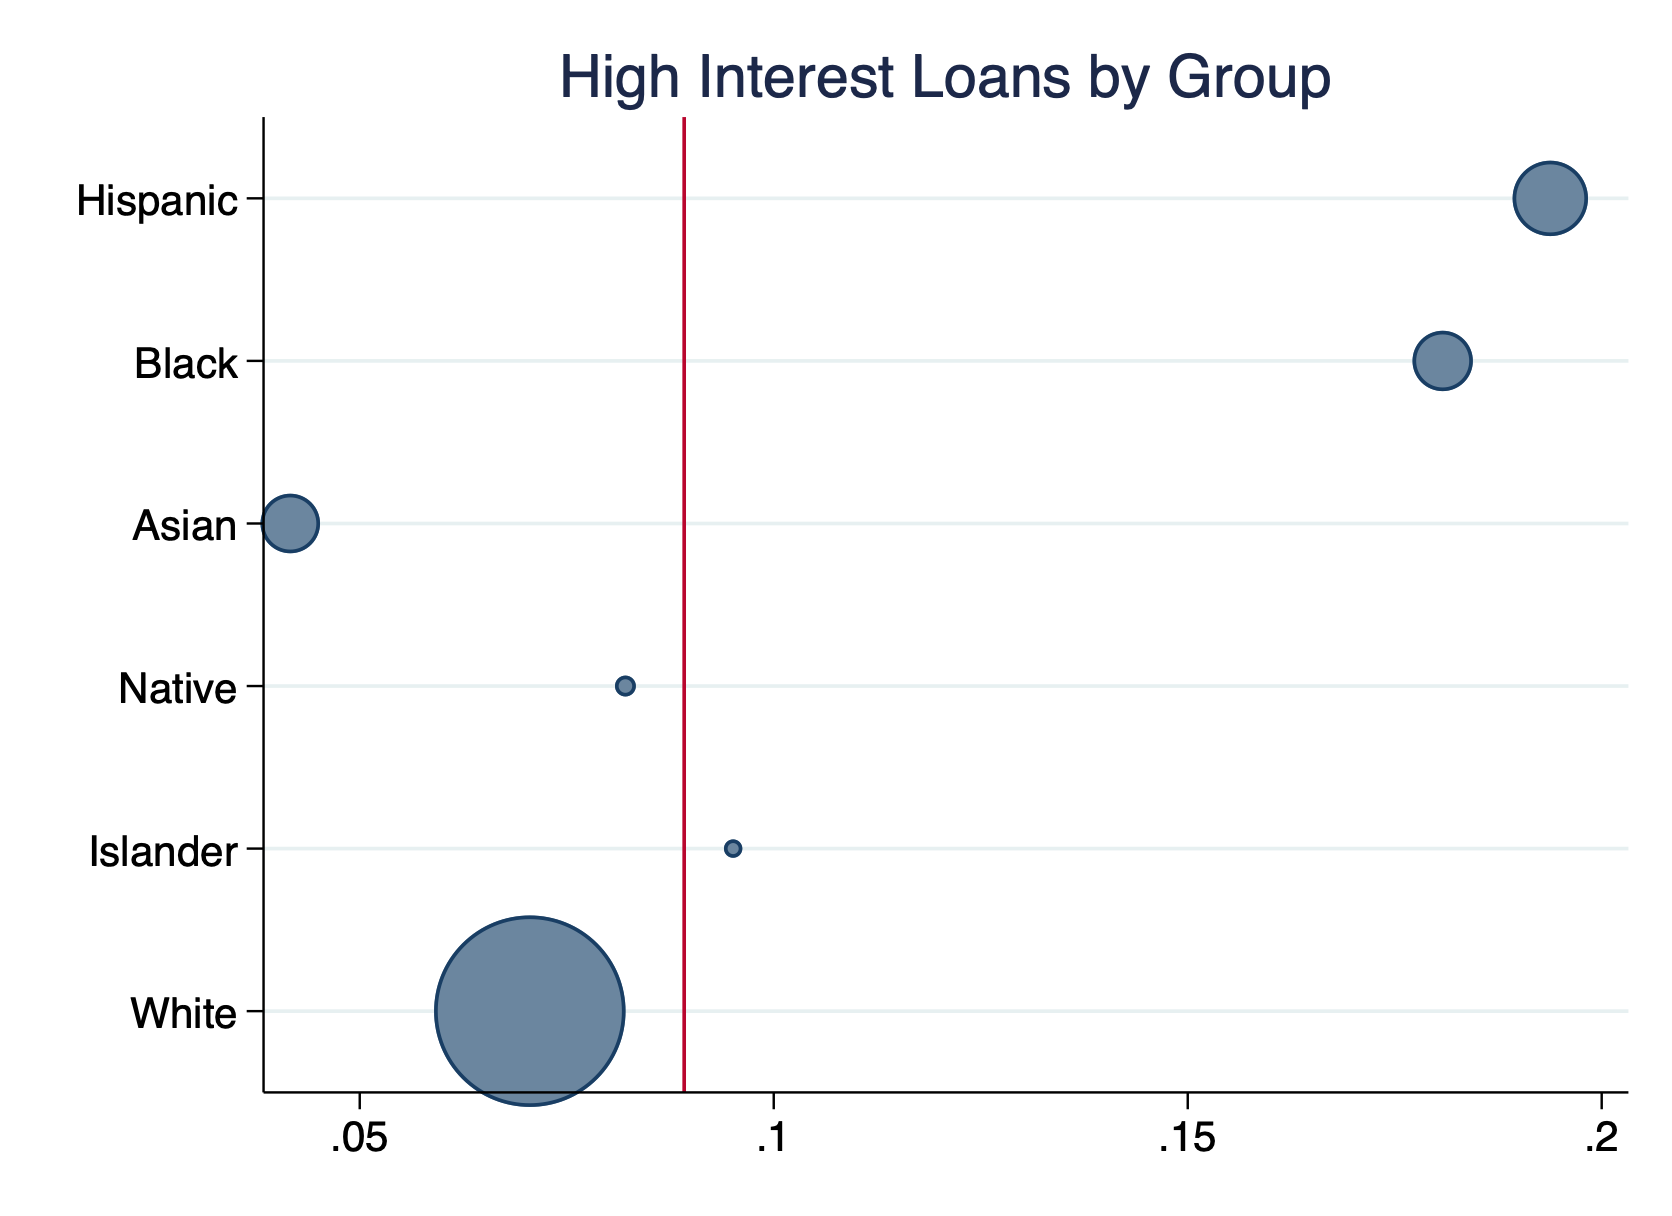 High Interest Loans by Group
Hispanic
Black
Asian
Native
Islander
White
.05 .1 .15 .2